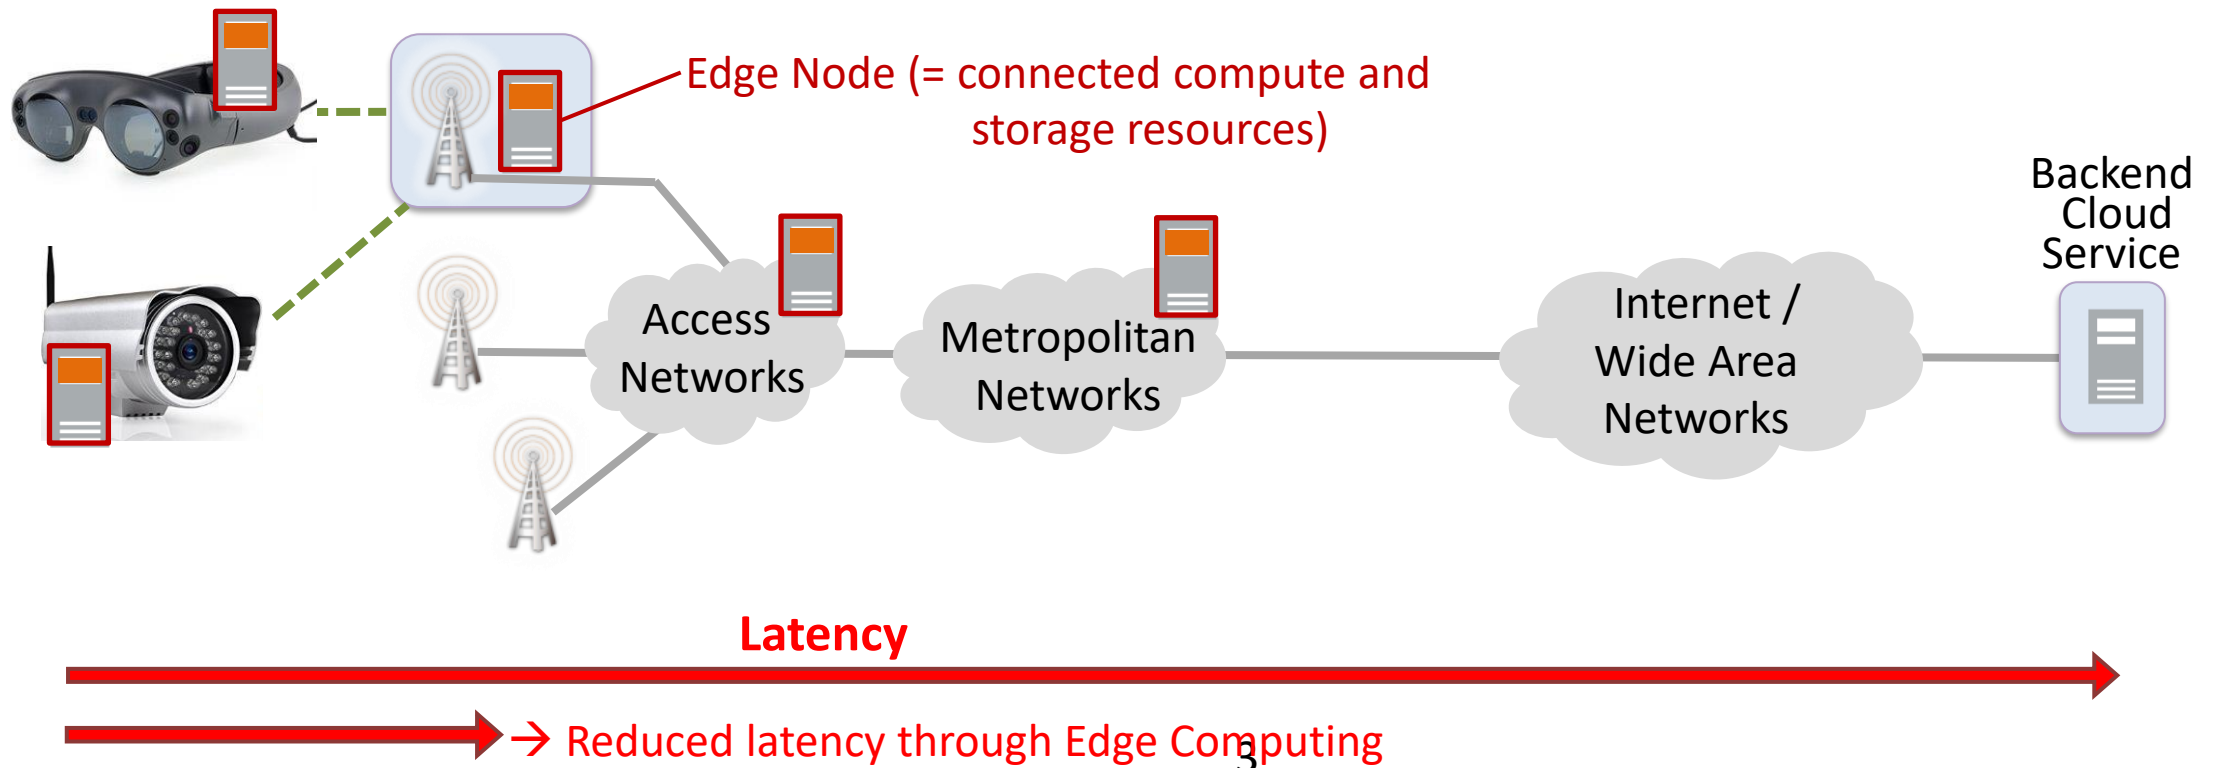 Edge Node (= connected compute and
storage resources)
Backend
Cloud
Service
Access
Networks
Metropolitan
Networks
Internet /
Wide Area
Networks
Latency
→ Reduced latency through Edge Computing
3